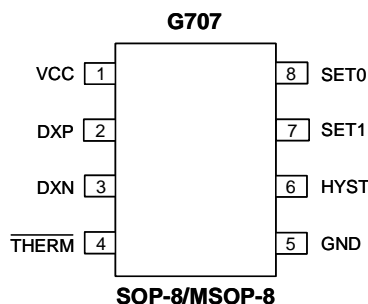 G707
VCC 1 8 SET0
DXP 2 7 SET1
DXN 3 6 HYST
THERM 4 5 GND
SOP-8/MSOP-8